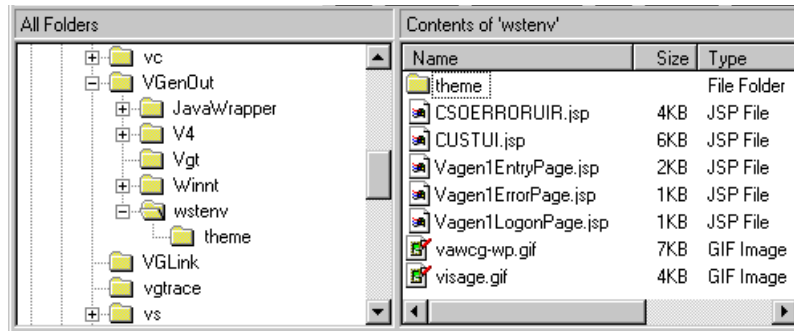 All Folders
vc
VGenOut
JavaWrapper
V4
Vgt
Winnt
wstenv
theme
VGLink
vgtrace
vs
Contents of 'wstenv'
Name Size Type
theme File Folder
CSOERRORUIR.jsp 4KB JSP File
CUSTUI.jsp 6KB JSP File
Vagen1EntryPage.jsp 2KB JSP File
Vagen1ErrorPage.jsp 1KB JSP File
Vagen1LogonPage.jsp 1KB JSP File
vawcg-wp.gif 7KB GIF Image
visage.gif 4KB GIF Image